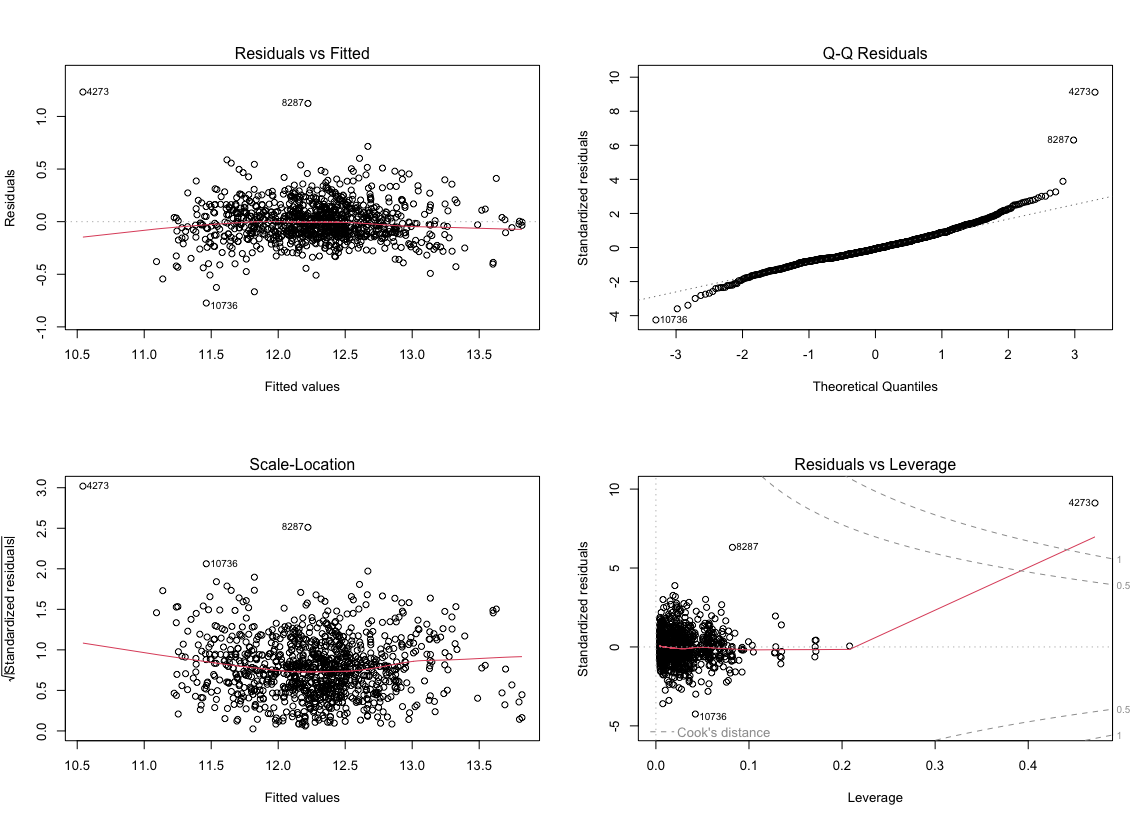 Residuals vs Fitted
Residuals
1.0
0.5
0.0
-0.5
-1.0
4273
8287
10736
10.5 11.0 11.5 12.0 12.5 13.0 13.5
Fitted values
Q-Q Residuals
Standardized residuals
10
8
6
4
2
0
-2
-4
4273
8287
10736
-3 -2 -1 0 1 2 3
Theoretical Quantiles
Scale-Location
√|Standardized residuals|
3.0
2.5
2.0
1.5
1.0
0.5
0.0
4273
8287
10736
10.5 11.0 11.5 12.0 12.5 13.0 13.5
Fitted values
Residuals vs Leverage
Standardized residuals
10
5
0
-5
4273
8287
10736
1
0.5
0.5
1
Cook's distance
0.0 0.1 0.2 0.3 0.4
Leverage